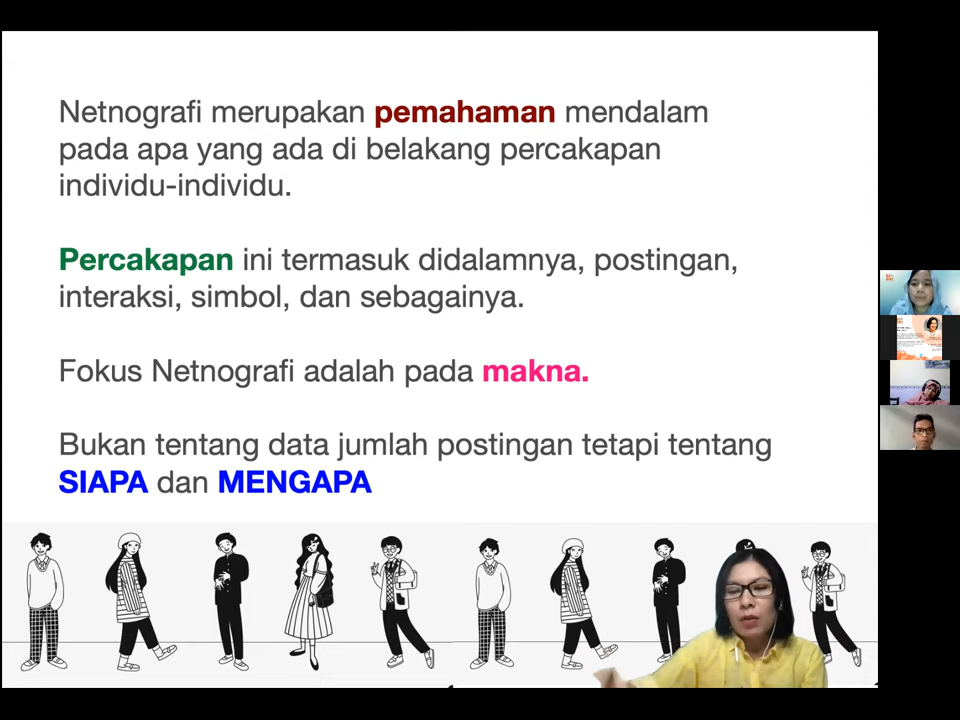 Netnografi merupakan pemahaman mendalam
pada apa yang ada di belakang percakapan
individu-individu.
Percakapan ini termasuk didalamnya, postingan,
interaksi, simbol, dan sebagainya.
Fokus Netnografi adalah pada makna.
Bukan tentang data jumlah postingan tetapi tentang
SIAPA dan MENGAPA